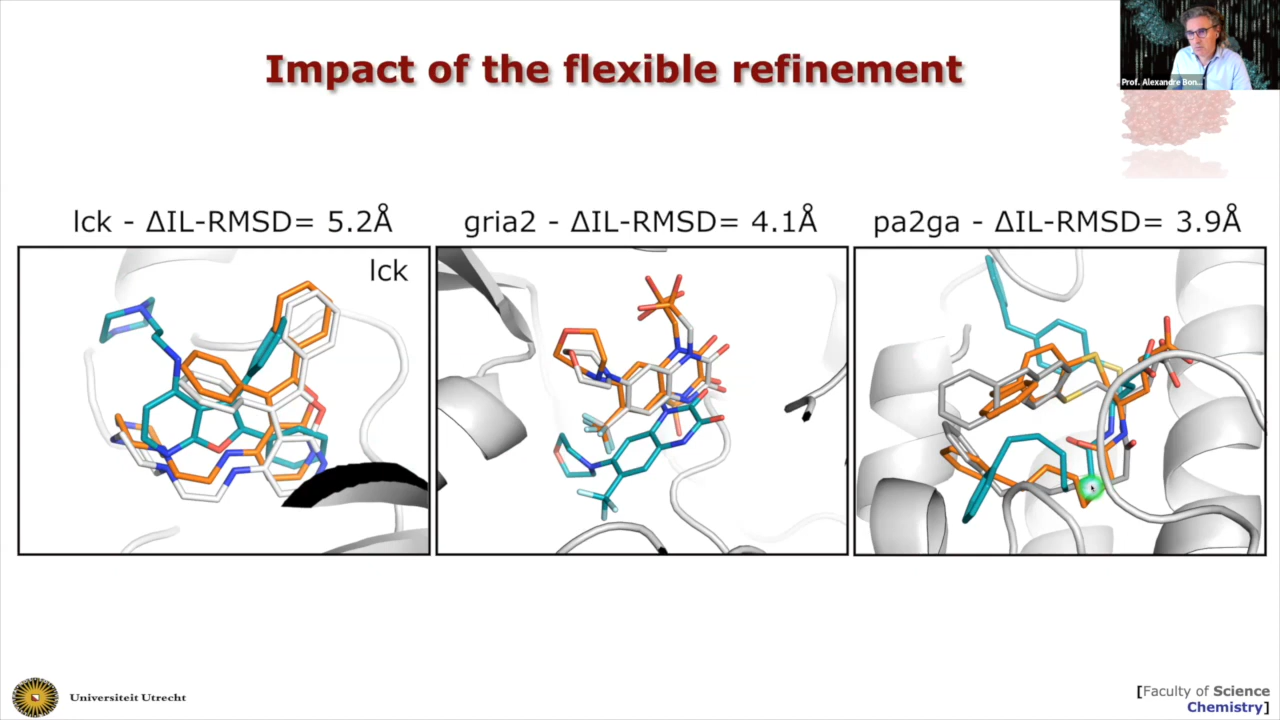 Impact of the flexible refinement
Prof. Alexandre Bon...
lck - ΔIL-RMSD= 5.2Å
gria2 - ΔIL-RMSD= 4.1Å
pa2ga - ΔIL-RMSD= 3.9Å
lck
Universiteit Utrecht
[Faculty of Science
Chemistry]